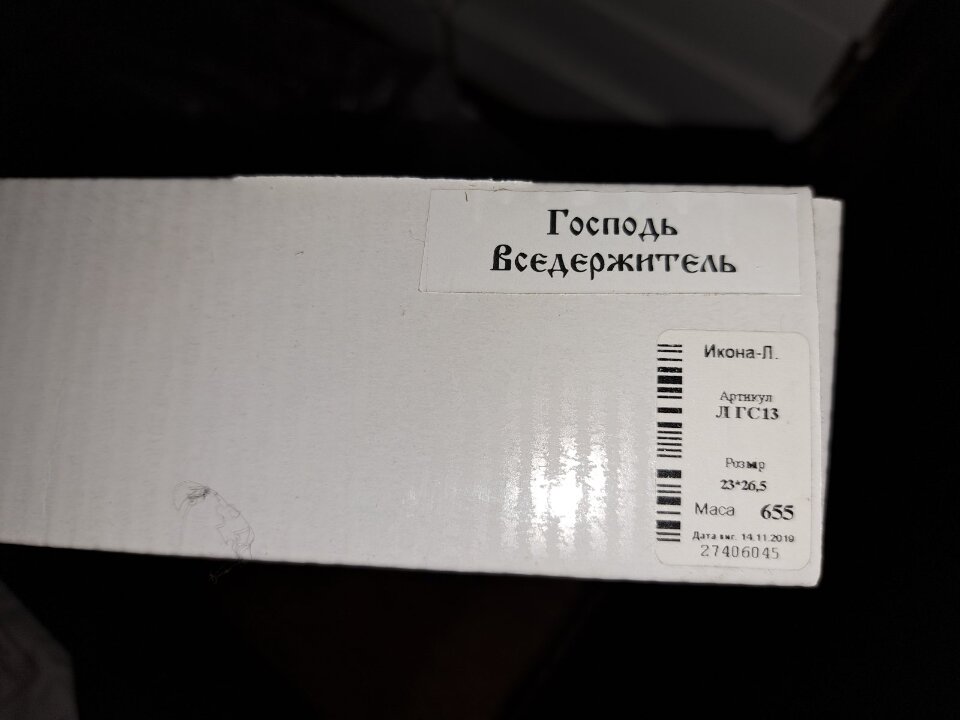 Господь
Вседержитель
Икона-Л.
Артикул
Л ГС13
Розмір
23*26,5
Маса 655
Дата виг. 14.11.2019
27406045